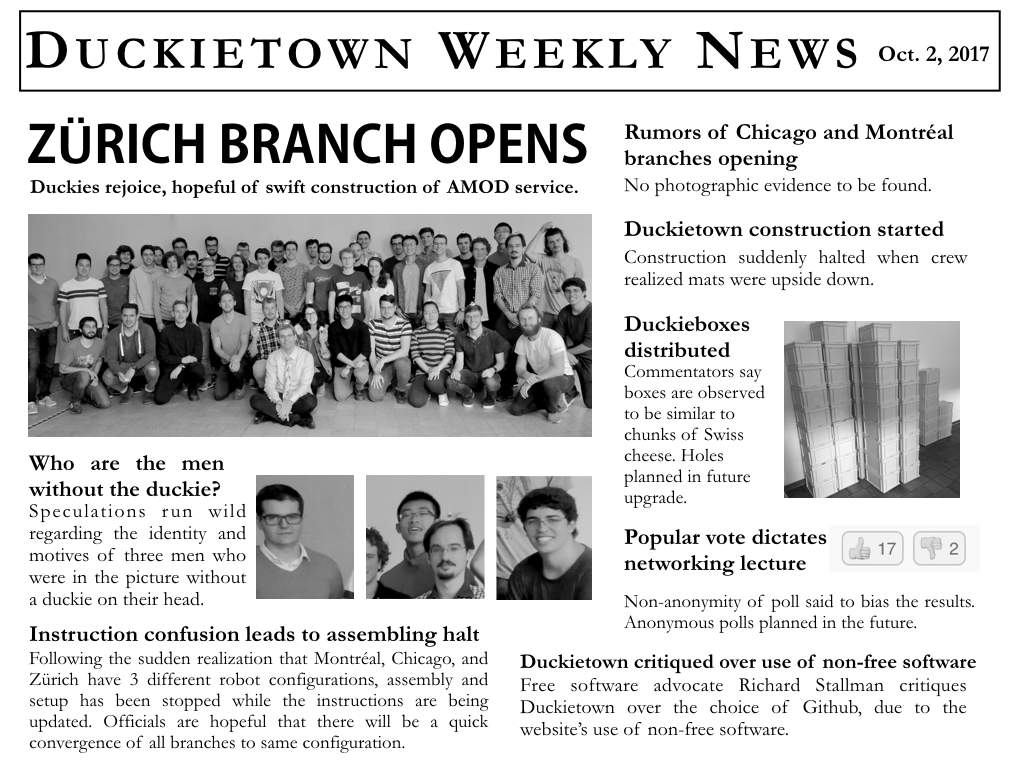 DUCKIETOWN WEEKLY NEWS Oct. 2, 2017
ZÜRICH BRANCH OPENS
Duckies rejoice, hopeful of swift construction of AMOD service.
Who are the men
without the duckie?
Speculations run wild
regarding the identity and
motives of three men who
were in the picture without
a duckie on their head.
Instruction confusion leads to assembling halt
Following the sudden realization that Montréal, Chicago, and
Zürich have 3 different robot configurations, assembly and
setup has been stopped while the instructions are being
updated. Officials are hopeful that there will be a quick
convergence of all branches to same configuration.
Rumors of Chicago and Montréal
branches opening
No photographic evidence to be found.
Duckietown construction started
Construction suddenly halted when crew
realized mats were upside down.
Duckieboxes
distributed
Commentators say
boxes are observed
to be similar to
chunks of Swiss
cheese. Holes
planned in future
upgrade.
Popular vote dictates
networking lecture
17 2
Non-anonymity of poll said to bias the results.
Anonymous polls planned in the future.
Duckietown critiqued over use of non-free software
Free software advocate Richard Stallman critiques
Duckietown over the choice of Github, due to the
website's use of non-free software.